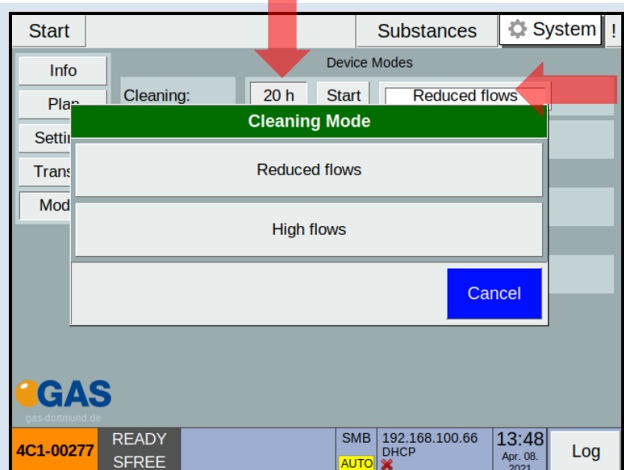 Start
Substances
System
!
Device Modes
Info
Cleaning:
20 h
Start
Reduced flows
Cleaning Mode
Reduced flows
High flows
Cancel
GAS
gas-dortmund.de
4C1-00277
READY
SFREE
SMB
AUTO
192.168.100.66
DHCP
13:48
Apr. 08.
2021
Log